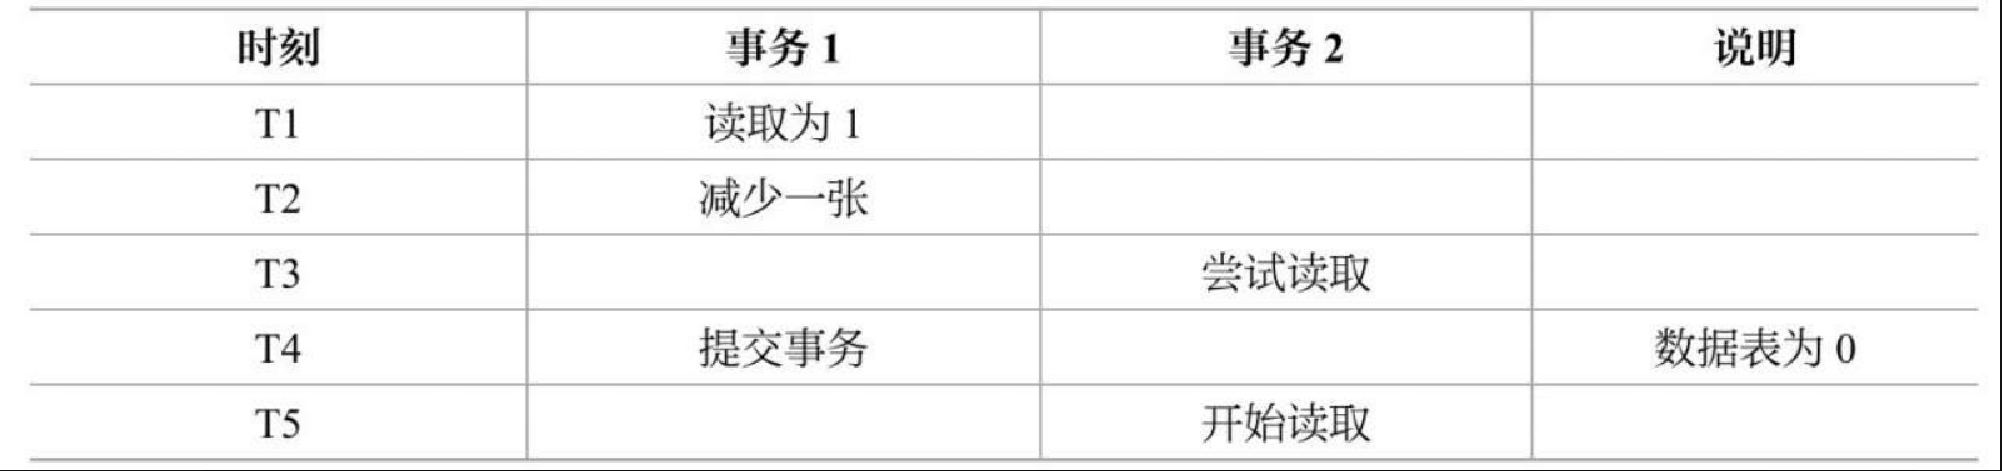 时刻 事务 1 事务 2 说明
T1 读取为 1
T2 减少一张
T3 尝试读取
T4 提交事务 数据表为 0
T5 开始读取